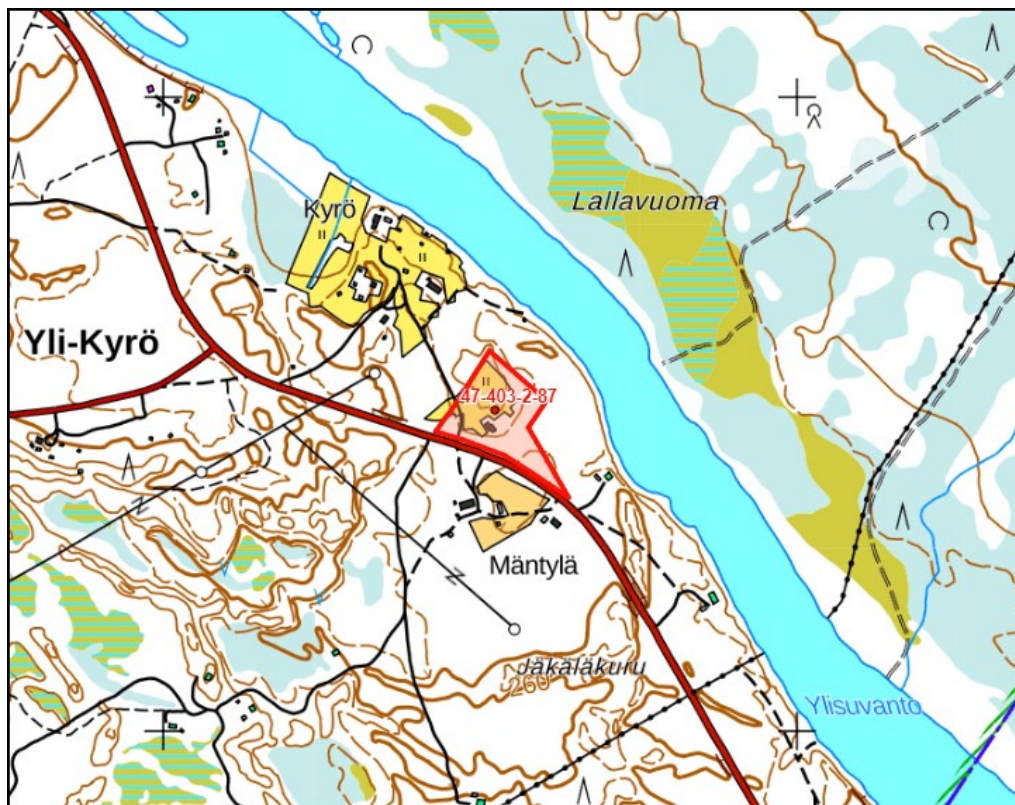 Lallavuoma
Kyrö
Yli-Kyrö
47-403-2-87
Mäntylä
Jäkäläkuru
260
Ylisuvanto